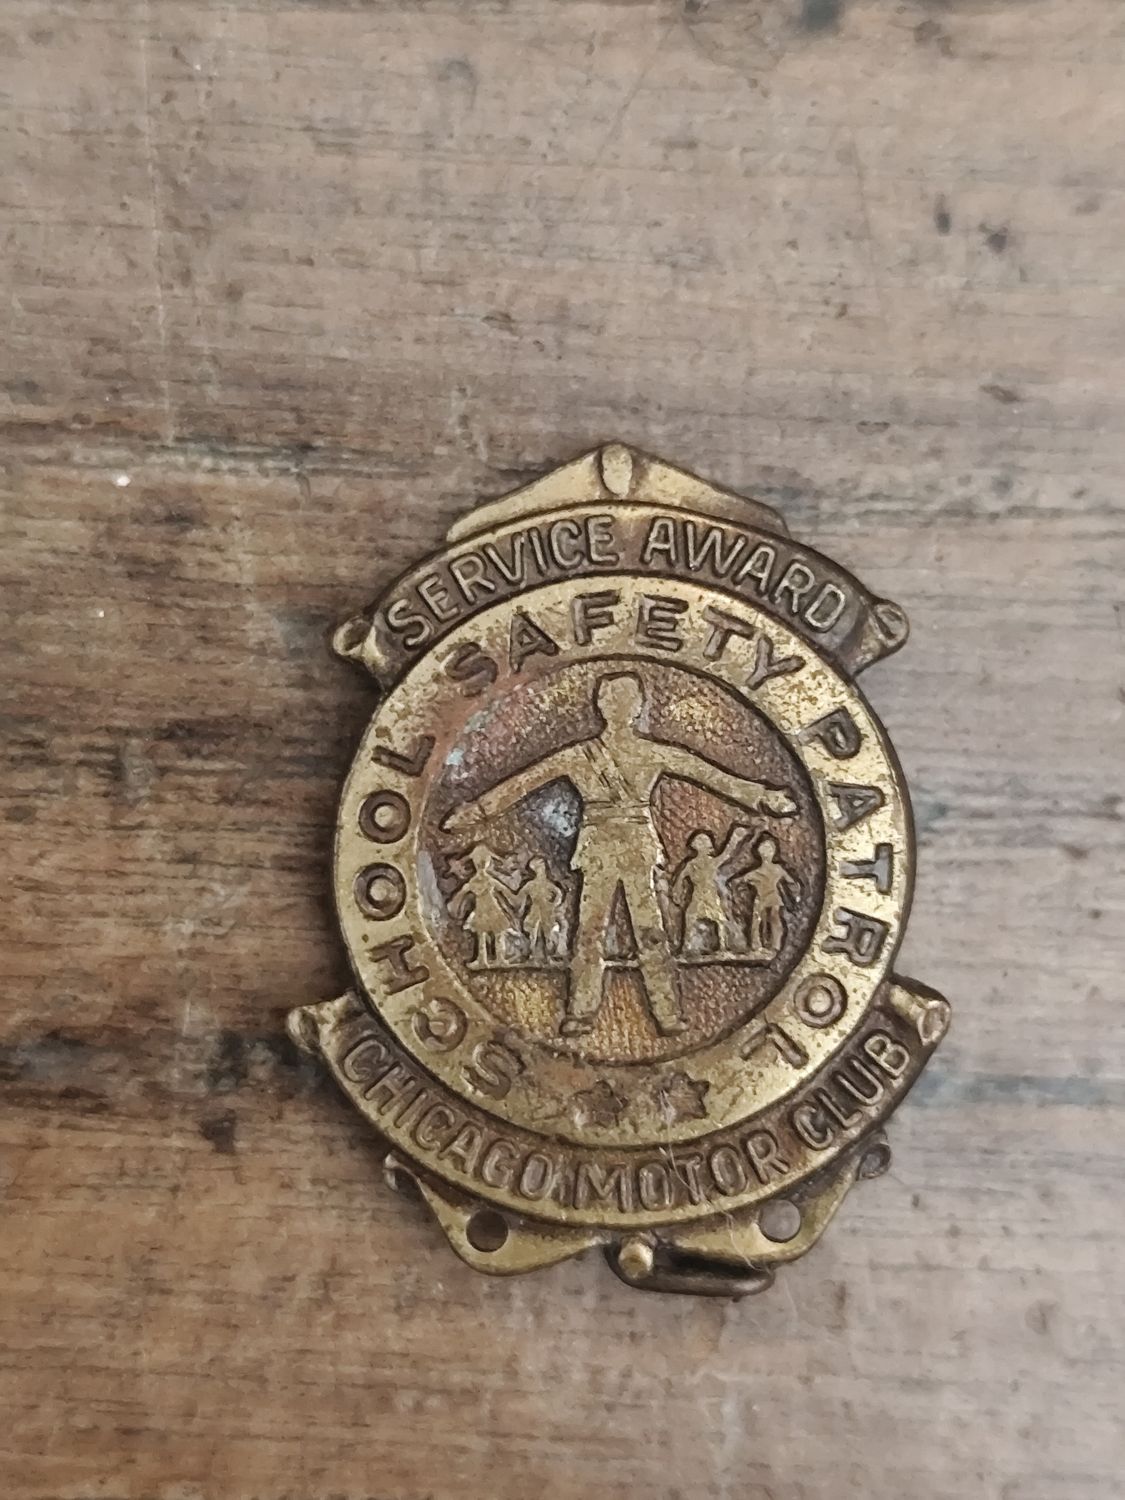 SERVICE AWARD
SCHOOL SAFETY PATROL
CHICAGO MOTOR CLUB